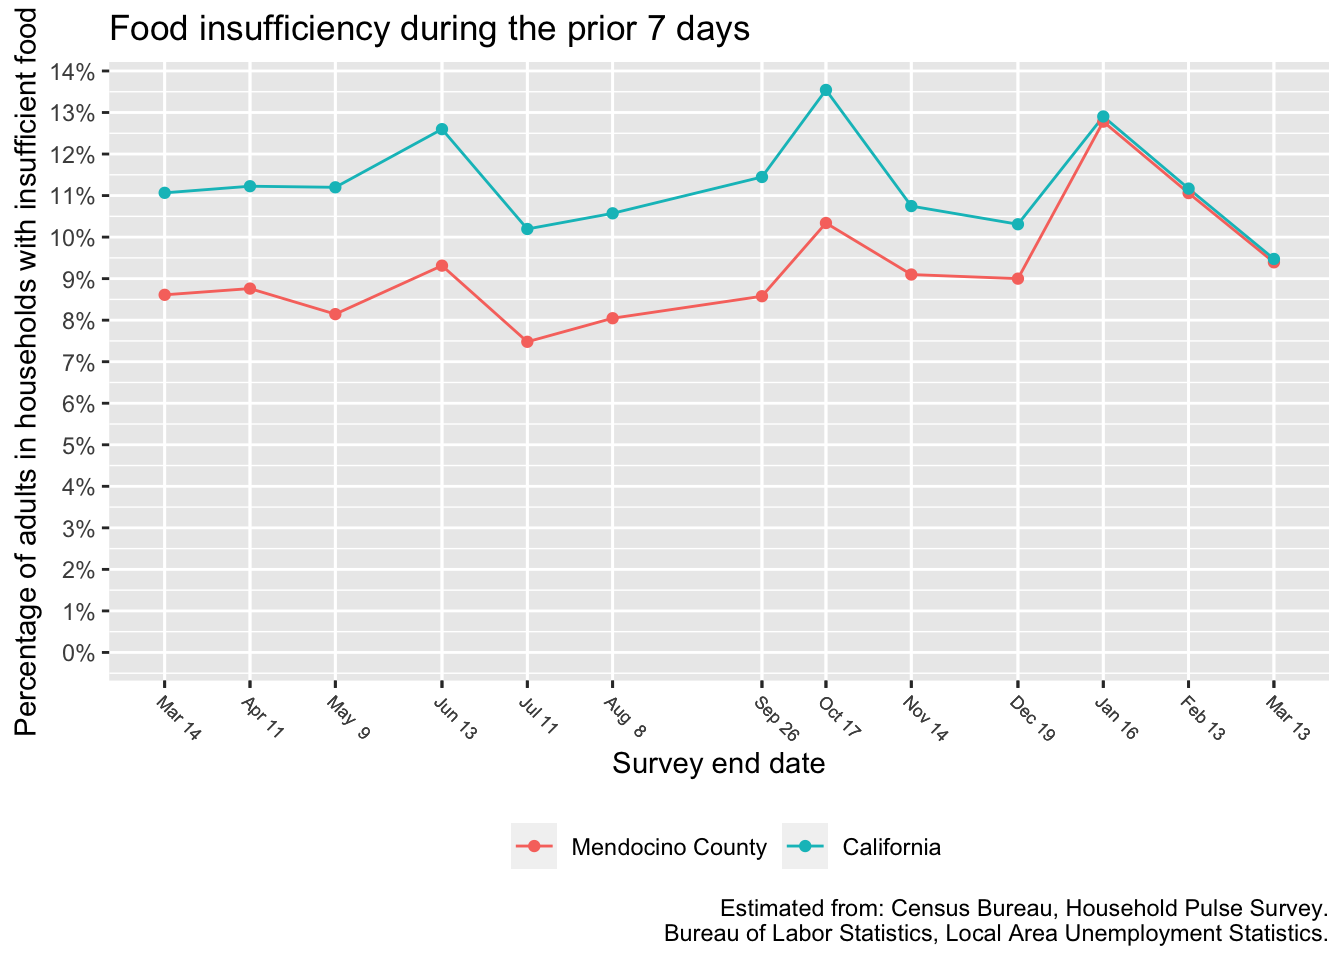 Food insufficiency during the prior 7 days
Percentage of adults in households with insufficient food
14%
13%
12%
11%
10%
9%
8%
7%
6%
5%
4%
3%
2%
1%
0%
Mar 14
Apr 11
May 9
Jun 13
Jul 11
Aug 8
Sep 26
Oct 17
Nov 14
Dec 19
Jan 16
Feb 13
Mar 13
Survey end date
Mendocino County
California
Estimated from: Census Bureau, Household Pulse Survey.
Bureau of Labor Statistics, Local Area Unemployment Statistics.